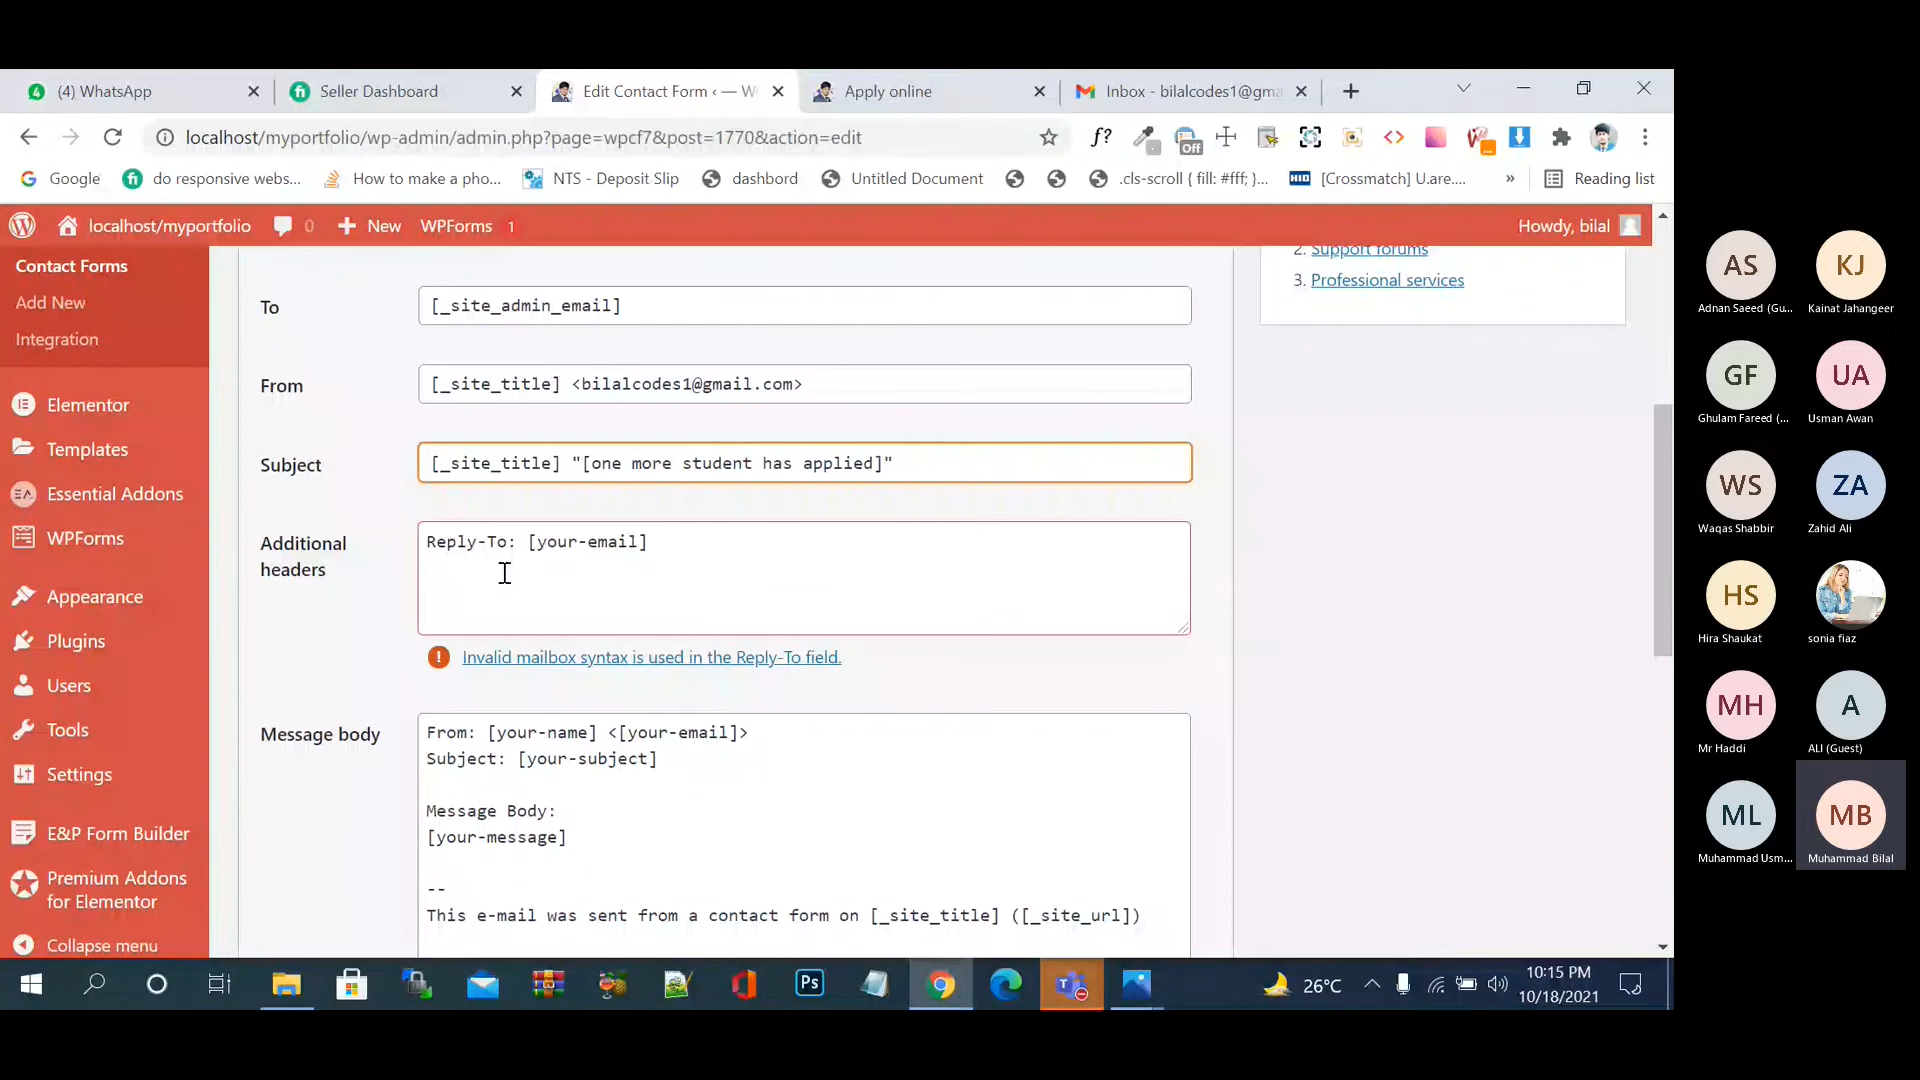 (4) WhatsApp
Seller Dashboard
Edit Contact Form ‹ — W
Apply online
Inbox - bilalcodes1@gma
localhost/myportfolio/wp-admin/admin.php?page=wpcf7&post=1770&action=edit
f?
Off
Google
do responsive webs...
How to make a pho...
NTS - Deposit Slip
dashbord
Untitled Document
.cls-scroll { fill: #fff; }...
HID
[Crossmatch] U.are....
»
Reading list
localhost/myportfolio
0
New
WPForms 1
Howdy, bilal
Contact Forms
Add New
Integration
Elementor
Templates
Essential Addons
WPForms
Appearance
Plugins
Users
Tools
Settings
E&P Form Builder
Premium Addons
for Elementor
Collapse menu
2. Support forums
3. Professional services
To
[_site_admin_email]
From
[_site_title] <bilalcodes1@gmail.com>
Subject
[_site_title] "[one more student has applied]"
Additional
headers
Reply-To: [your-email]
Invalid mailbox syntax is used in the Reply-To field.
Message body
From: [your-name] <[your-email]>
Subject: [your-subject]
Message Body:
[your-message]
--
This e-mail was sent from a contact form on [_site_title] ([_site_url])
Ps
26°C
10:15 PM
10/18/2021
AS
Adnan Saeed (Gu...
KJ
Kainat Jahangeer
GF
Ghulam Fareed (...
UA
Usman Awan
WS
Waqas Shabbir
ZA
Zahid Ali
HS
Hira Shaukat
sonia fiaz
MH
Mr Haddi
A
ALI (Guest)
ML
Muhammad Usm...
MB
Muhammad Bilal